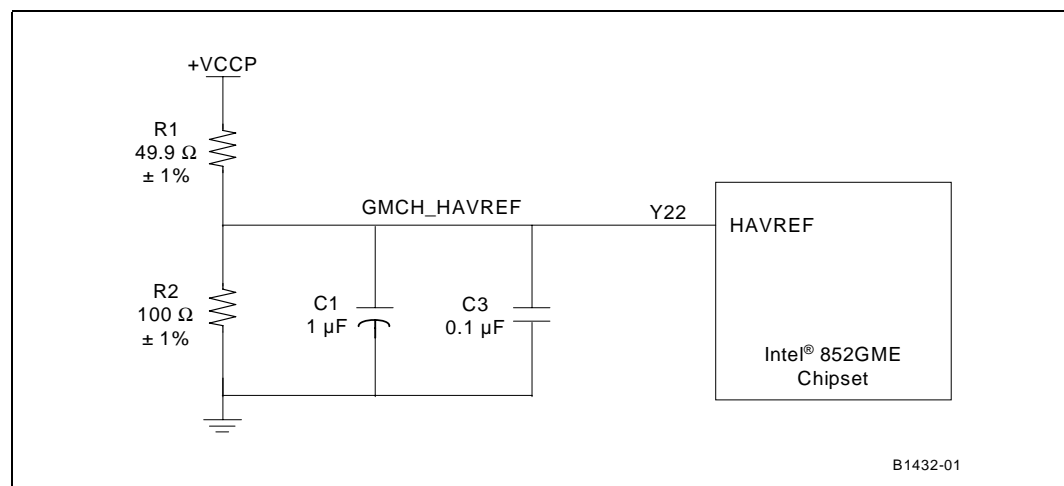 +VCCP
R1
49.9 Ω
± 1%
GMCH_HAVREF
Y22
HAVREF
R2
100 Ω
± 1%
C1
1 µF
C3
0.1 µF
Intel® 852GME
Chipset
B1432-01